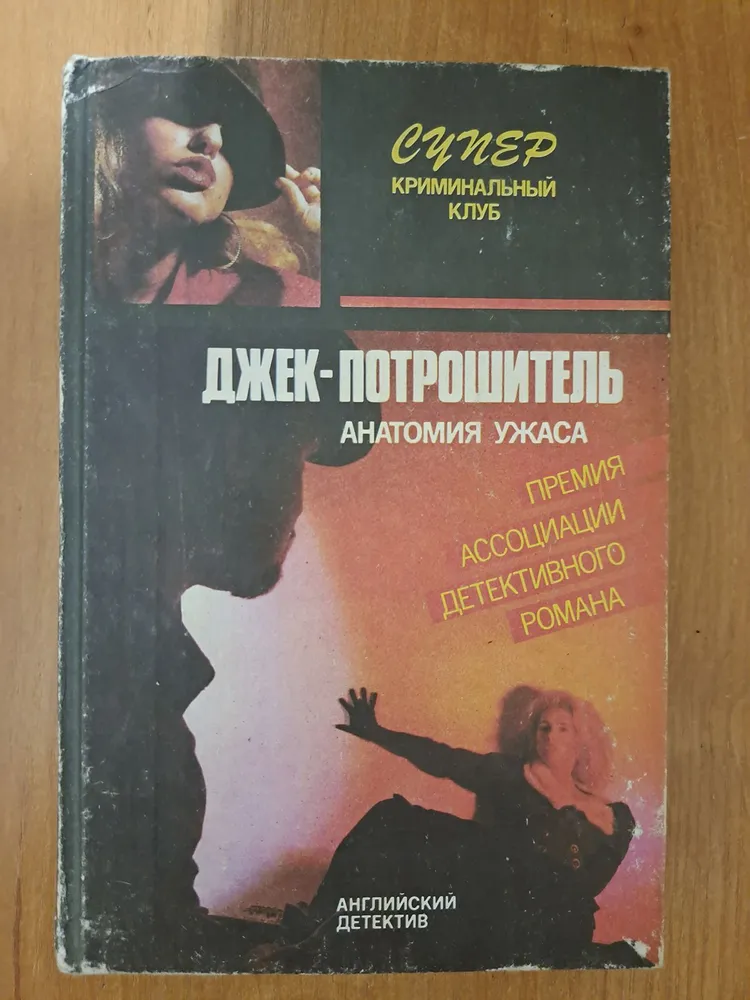 СУПЕР
КРИМИНАЛЬНЫЙ
КЛУБ
ДЖЕК-ПОТРОШИТЕЛЬ
АНАТОМИЯ УЖАСА
ПРЕМИЯ
АССОЦИАЦИИ
ДЕТЕКТИВНОГО
РОМАНА
АНГЛИЙСКИЙ
ДЕТЕКТИВ